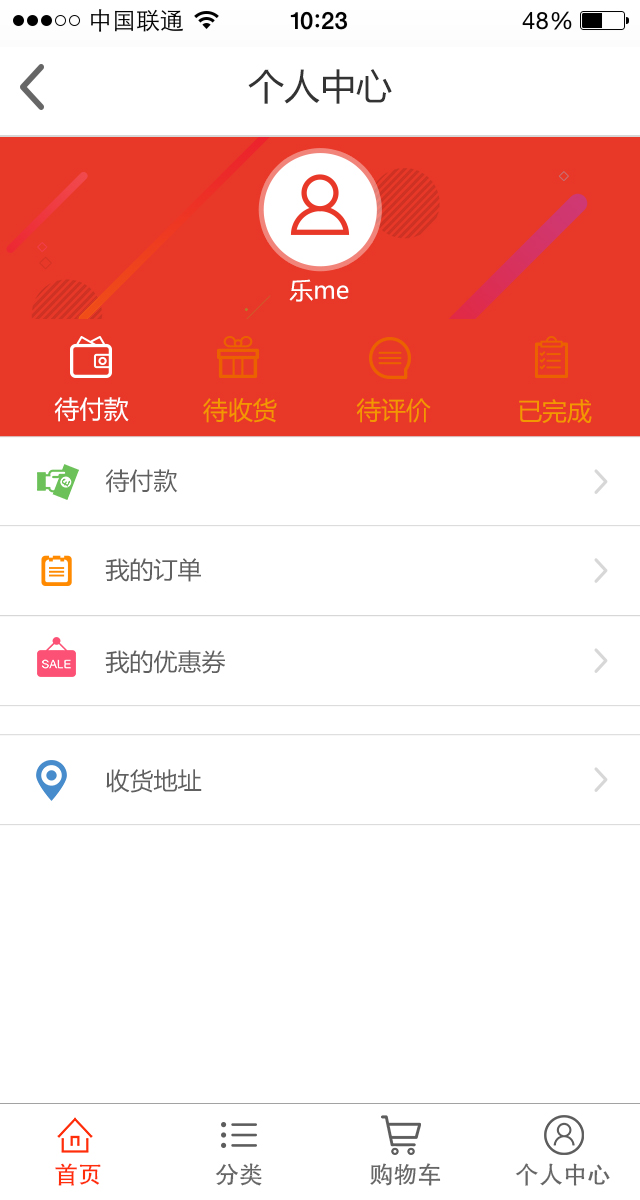 中国联通 10:23 48%
个人中心
乐me
待付款 待收货 待评价 已完成
待付款
我的订单
SALE 我的优惠券
收货地址
首页 分类 购物车 个人中心